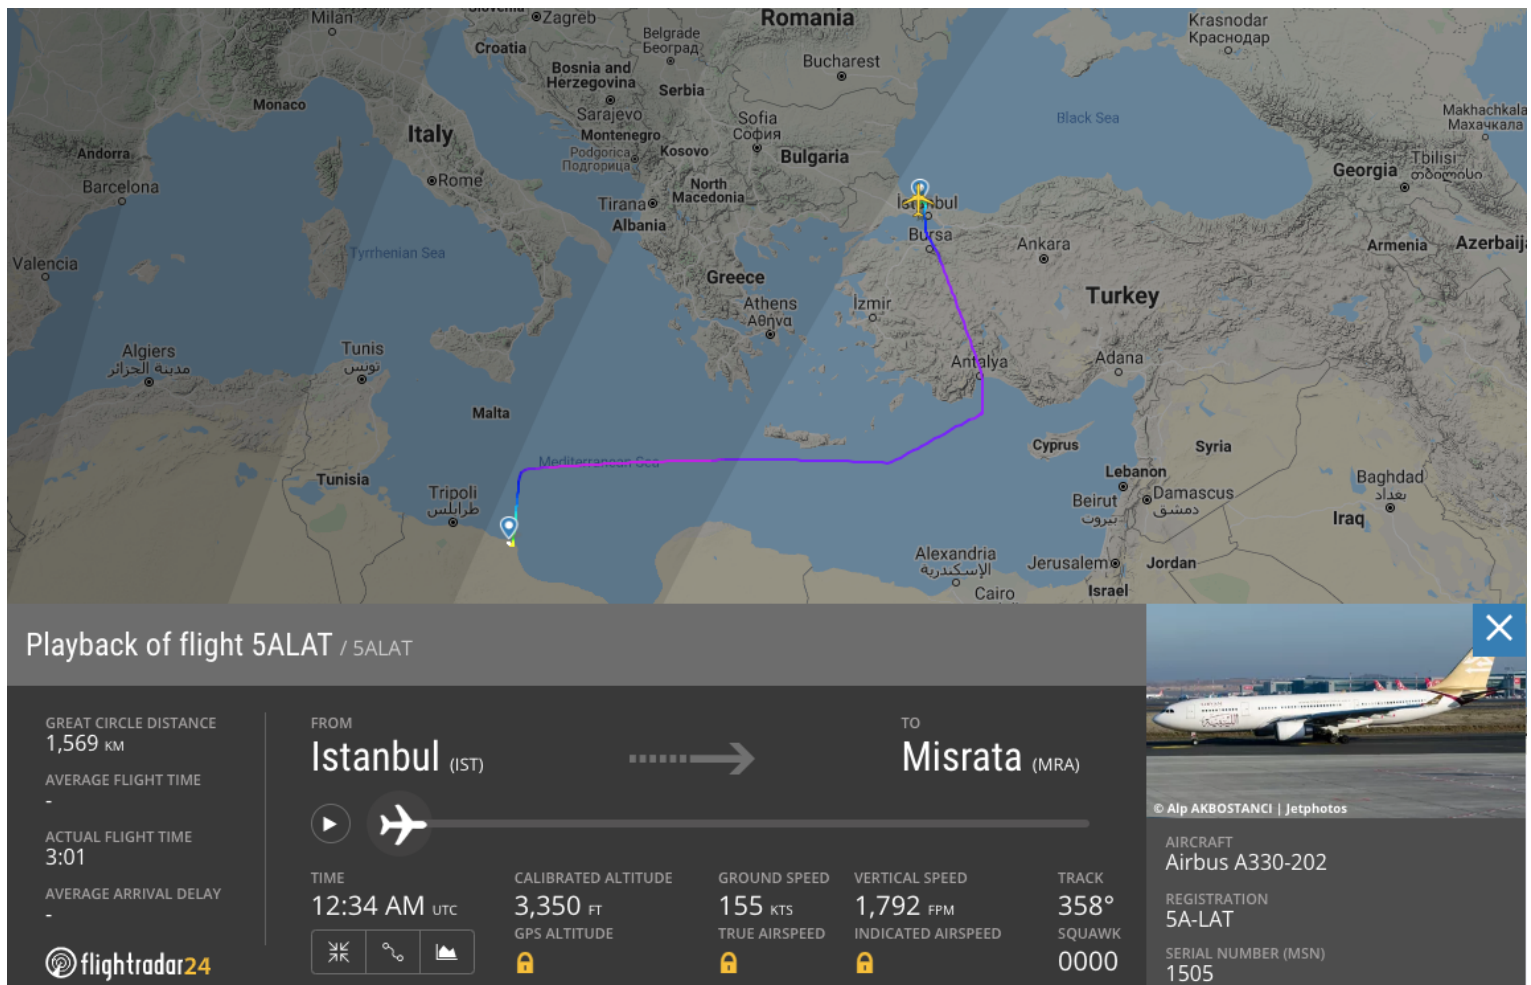 Milan
Slovenia
Zagreb
Romania
Krasnodar
Краснодар
Croatia
Belgrade
Београд
Bosnia and
Herzegovina
Bucharest
Serbia
Monaco
Sarajevo
Black Sea
Makhachkala
Махачкала
Italy
Montenegro
Sofia
София
Andorra
Podgorica
Подгорица
Kosovo
Bulgaria
Georgia
Tbilisi
თბილისი
Barcelona
Rome
North
Macedonia
Tirana
İstanbul
Albania
Bursa
Ankara
Armenia
Azerbaij
Tyrrhenian Sea
Valencia
Greece
Turkey
Athens
Αθήνα
İzmir
Algiers
مدينة الجزائر
Tunis
تونس
Antalya
Adana
Malta
Cyprus
Syria
Mediterranean Sea
Lebanon
Tunisia
Baghdad
بغداد
Tripoli
طرابلس
Beirut
بيروت
Damascus
دمشق
Iraq
Alexandria
الإسكندرية
Jerusalem
Jordan
Cairo
Israel
Playback of flight 5ALAT / 5ALAT
GREAT CIRCLE DISTANCE
1,569 KM
AVERAGE FLIGHT TIME
-
ACTUAL FLIGHT TIME
3:01
AVERAGE ARRIVAL DELAY
-
flightradar24
FROM
Istanbul (IST)
TO
Misrata (MRA)
TIME
12:34 AM UTC
CALIBRATED ALTITUDE
3,350 FT
GPS ALTITUDE
GROUND SPEED
155 KTS
TRUE AIRSPEED
VERTICAL SPEED
1,792 FPM
INDICATED AIRSPEED
TRACK
358°
SQUAWK
0000
© Alp AKBOSTANCI | Jetphotos
AIRCRAFT
Airbus A330-202
REGISTRATION
5A-LAT
SERIAL NUMBER (MSN)
1505